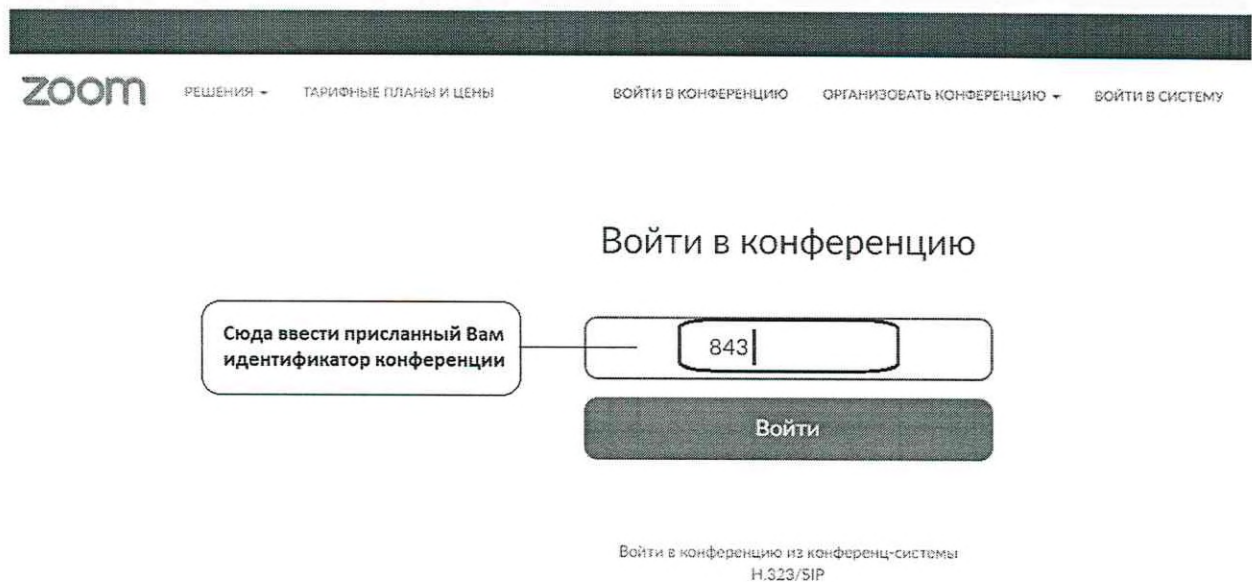 zoom
РЕШЕНИЯ
ТАРИФНЫЕ ПЛАНЫ И ЦЕНЫ
ВОЙТИ В КОНФЕРЕНЦИЮ
ОРГАНИЗОВАТЬ КОНФЕРЕНЦИЮ
ВОЙТИ В СИСТЕМУ
Войти в конференцию
Сюда ввести присланный Вам
идентификатор конференции
843
Войти
Войти в конференцию из конференц-системы
H.323/SIP